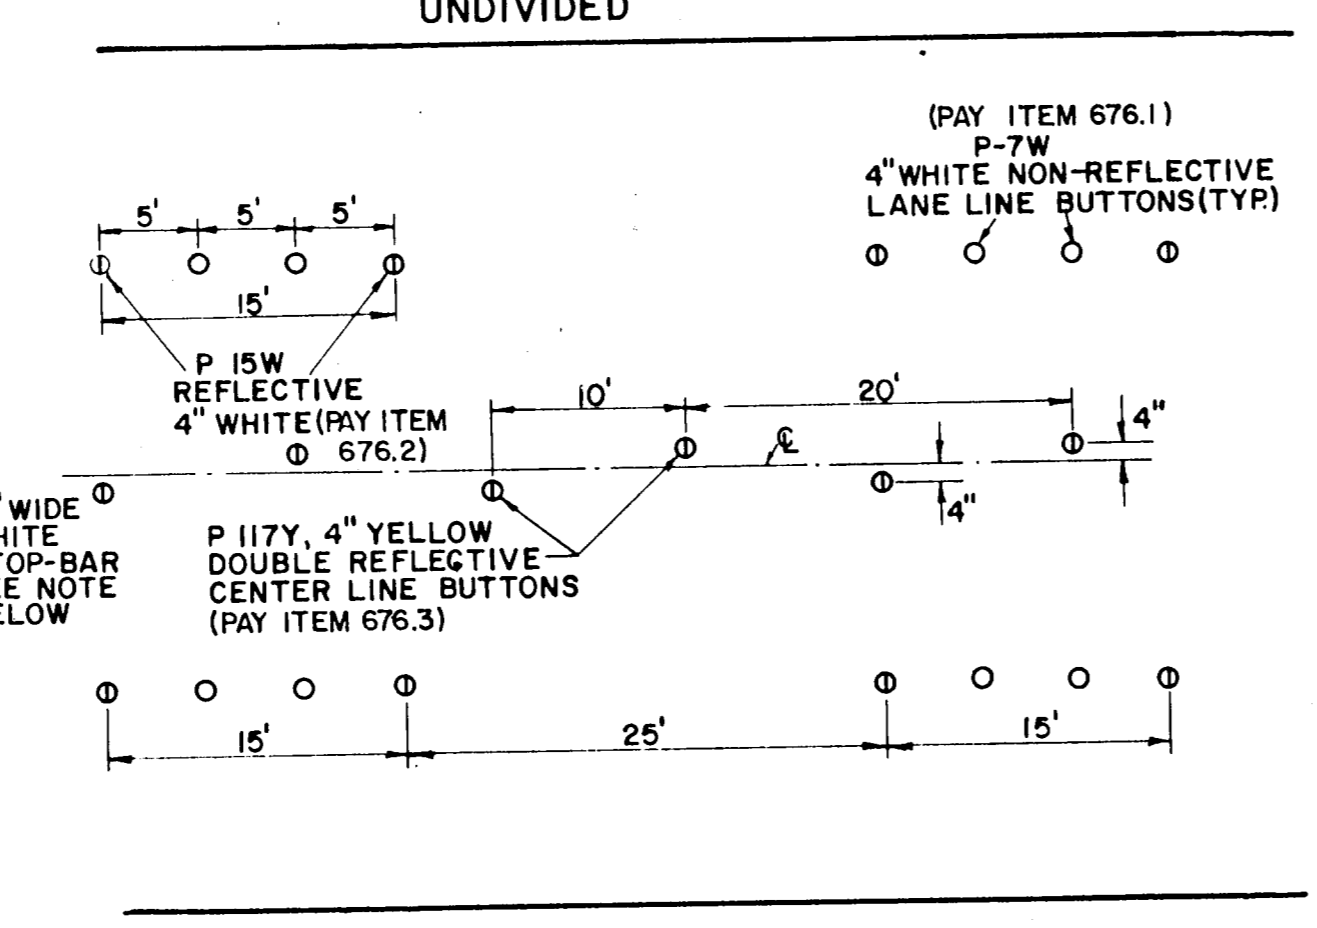 UNDIVIDED
(PAY ITEM 676.1)
P-7W
4" WHITE NON-REFLECTIVE
LANE LINE BUTTONS(TYP.)
5' 5' 5'
15'
P 15W
REFLECTIVE
4" WHITE(PAY ITEM
676.2)
10' 20'
4"
℄
4"
" WIDE
HITE
TOP-BAR
EE NOTE
ELOW
P 117Y, 4" YELLOW
DOUBLE REFLECTIVE
CENTER LINE BUTTONS
(PAY ITEM 676.3)
15' 25' 15'